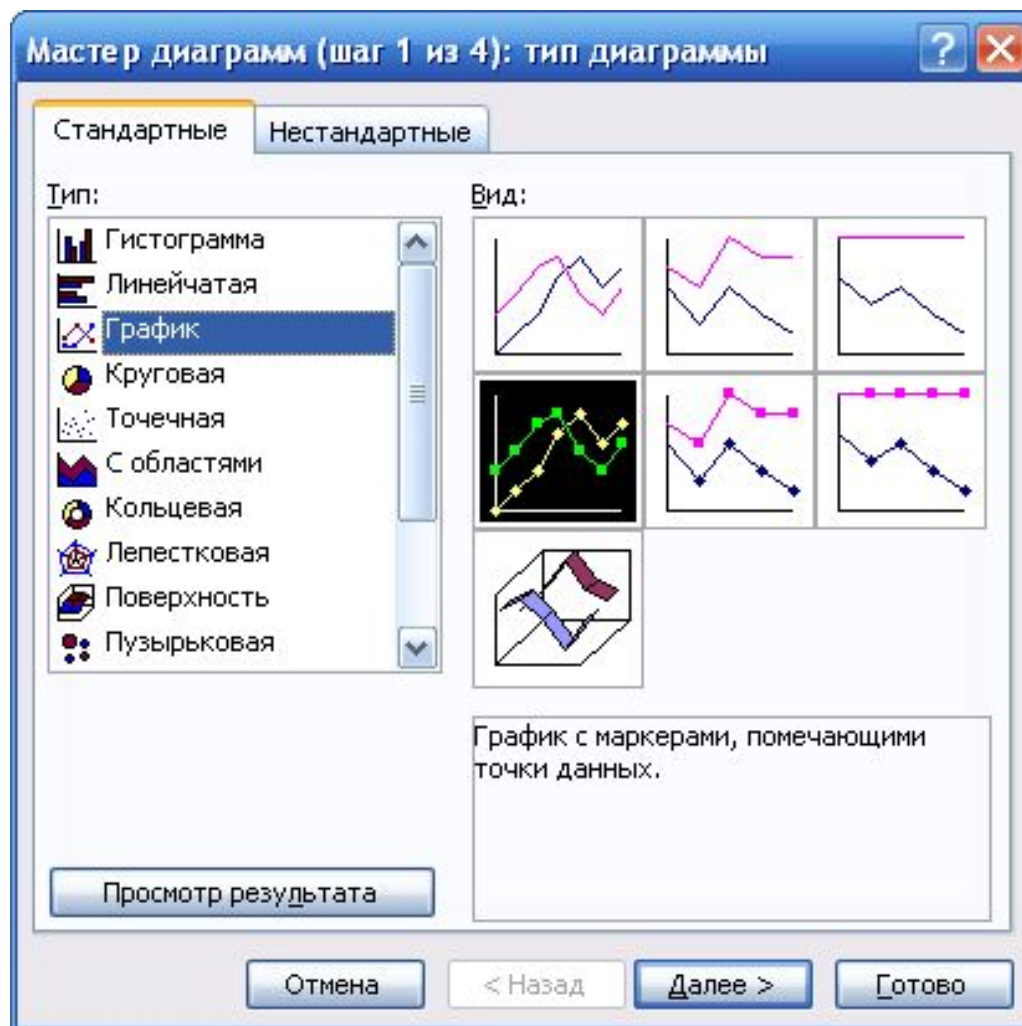 Мастер диаграмм (шаг 1 из 4): тип диаграммы
Стандартные
Нестандартные
Тип:
Вид:
Гистограмма
Линейчатая
График
Круговая
Точечная
С областями
Кольцевая
Лепестковая
Поверхность
Пузырьковая
График с маркерами, помечающими
точки данных.
Просмотр результата
Отмена
< Назад
Далее >
Готово